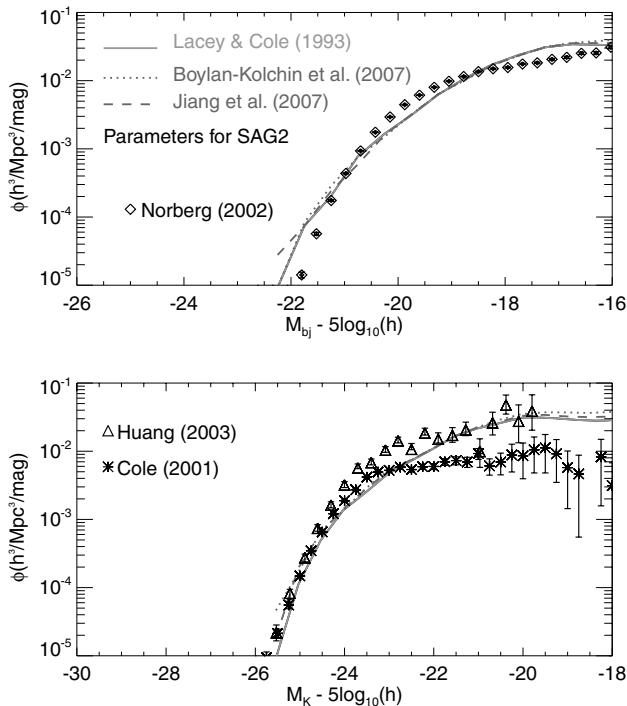 10⁻¹
10⁻²
10⁻³
10⁻⁴
10⁻⁵
ϕ(h³/Mpc³/mag)
Lacey & Cole (1993)
Boylan-Kolchin et al. (2007)
Jiang et al. (2007)
Parameters for SAG2
Norberg (2002)
-26 -24 -22 -20 -18 -16
M_bj - 5log₁₀(h)
10⁻¹
10⁻²
10⁻³
10⁻⁴
10⁻⁵
ϕ(h³/Mpc³/mag)
Huang (2003)
Cole (2001)
-30 -28 -26 -24 -22 -20 -18
M_K - 5log₁₀(h)